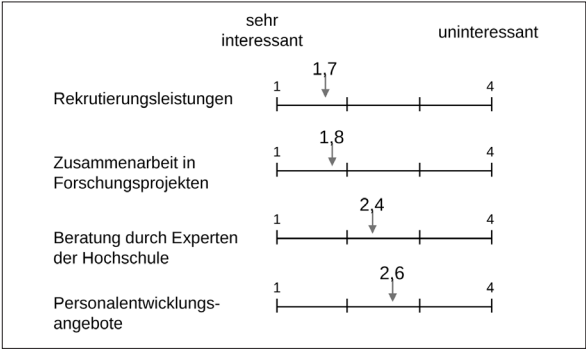 sehr
interessant
uninteressant
1,7
1
4
Rekrutierungsleistungen
1,8
1
4
Zusammenarbeit in
Forschungsprojekten
2,4
1
4
Beratung durch Experten
der Hochschule
2,6
1
4
Personalentwicklungs-
angebote